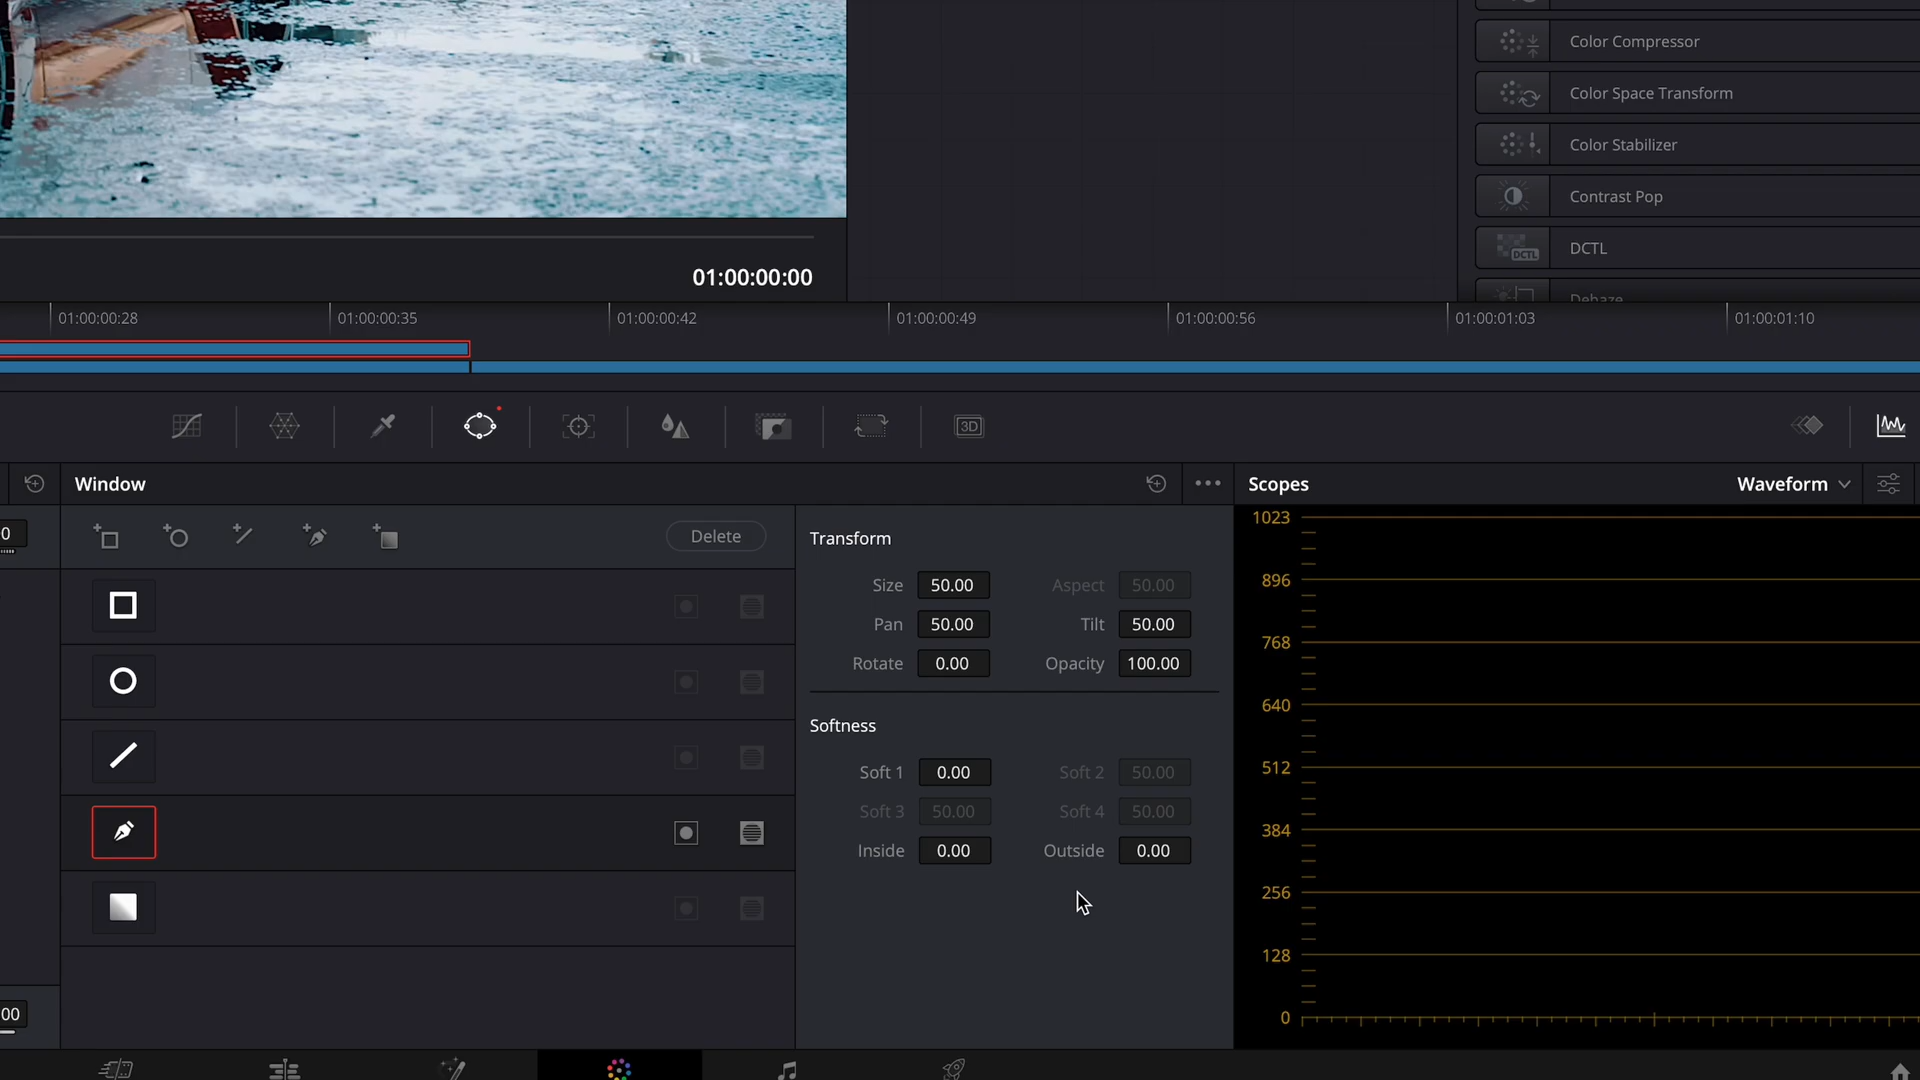 Color Compressor
Color Space Transform
Color Stabilizer
Contrast Pop
DCTL
Dehaze
01:00:00:00
01:00:00:28 01:00:00:35 01:00:00:42 01:00:00:49 01:00:00:56 01:00:01:03 01:00:01:10
3D
Window
Scopes Waveform
Delete
Transform
Size 50.00 Aspect 50.00
Pan 50.00 Tilt 50.00
Rotate 0.00 Opacity 100.00
Softness
Soft 1 0.00 Soft 2 50.00
Soft 3 50.00 Soft 4 50.00
Inside 0.00 Outside 0.00
1023
896
768
640
512
384
256
128
0
0
00